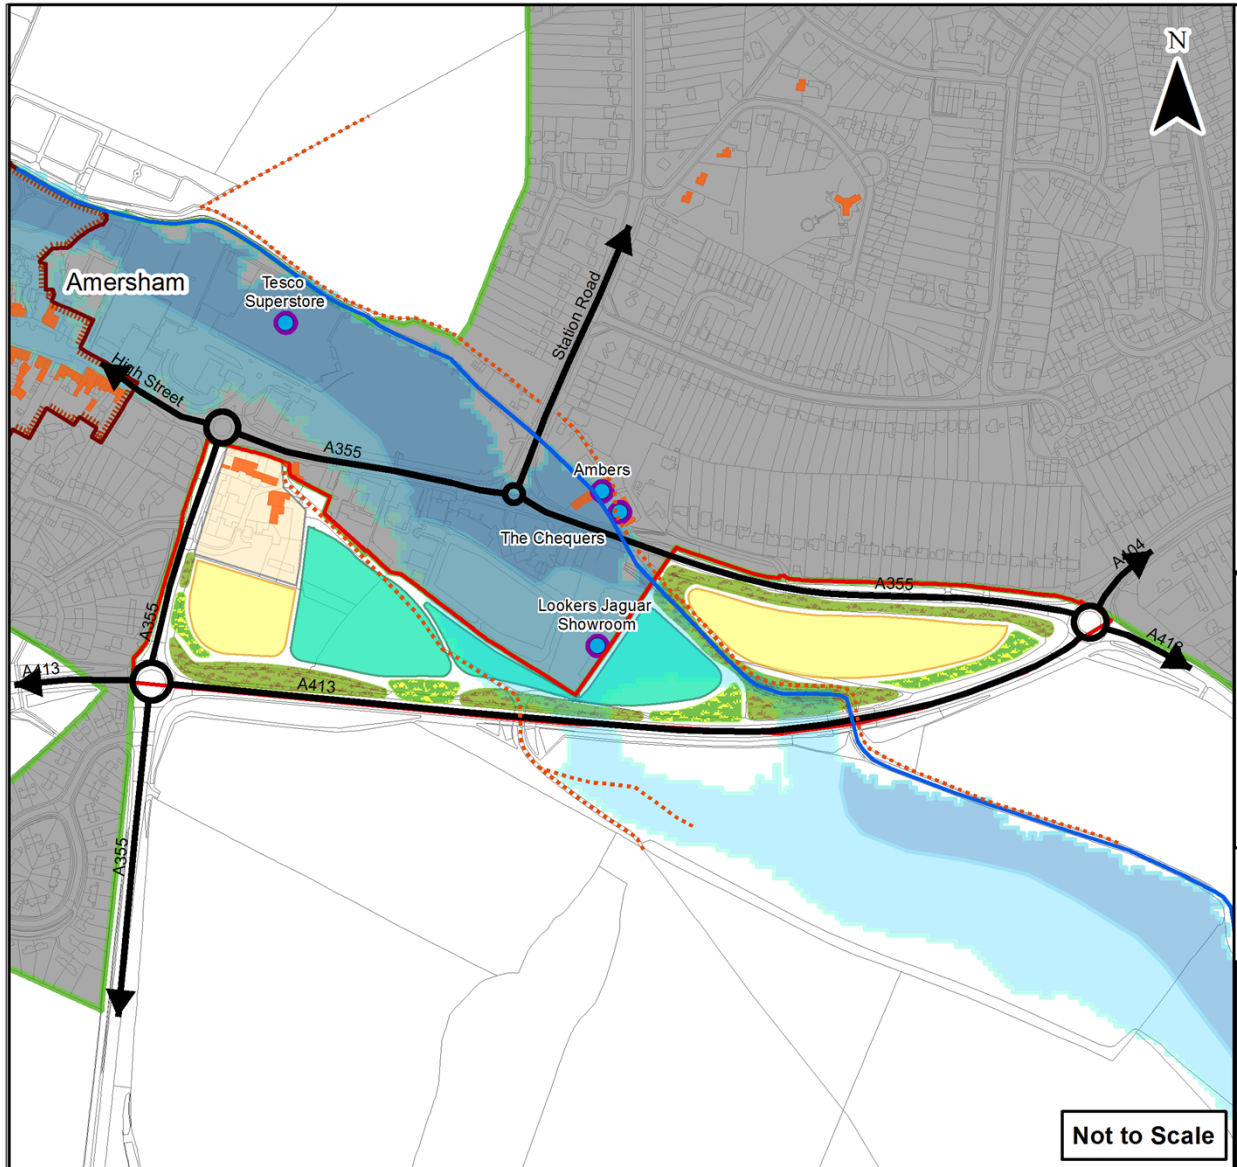 N
Amersham
Tesco
Superstore
Station Road
High Street
A355
Ambers
The Chequers
A355
A404
Lookers Jaguar
Showroom
A355
A413
A413
A413
A355
Not to Scale